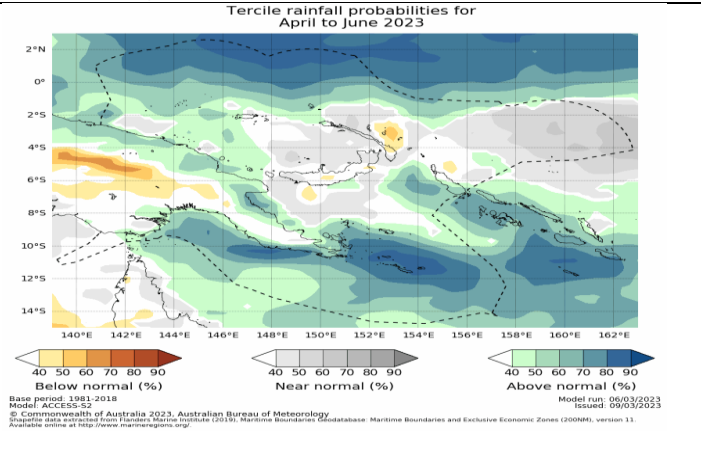 Tercile rainfall probabilities for
April to June 2023
2°N
0°
2°S
4°S
6°S
8°S
10°S
12°S
14°S
140°E 142°E 144°E 146°E 148°E 150°E 152°E 154°E 156°E 158°E 160°E 162°E
40 50 60 70 80 90 40 50 60 70 80 90 40 50 60 70 80 90
Below normal (%) Near normal (%) Above normal (%)
Base period: 1981-2018 Model run: 06/03/2023
Model: ACCESS-S2 Issued: 09/03/2023
© Commonwealth of Australia 2023, Australian Bureau of Meteorology
Shapefile data extracted from Flanders Marine Institute (2019), Maritime Boundaries Geodatabase: Maritime Boundaries and Exclusive Economic Zones (200NM), version 11.
Available online at http://www.marineregions.org/.